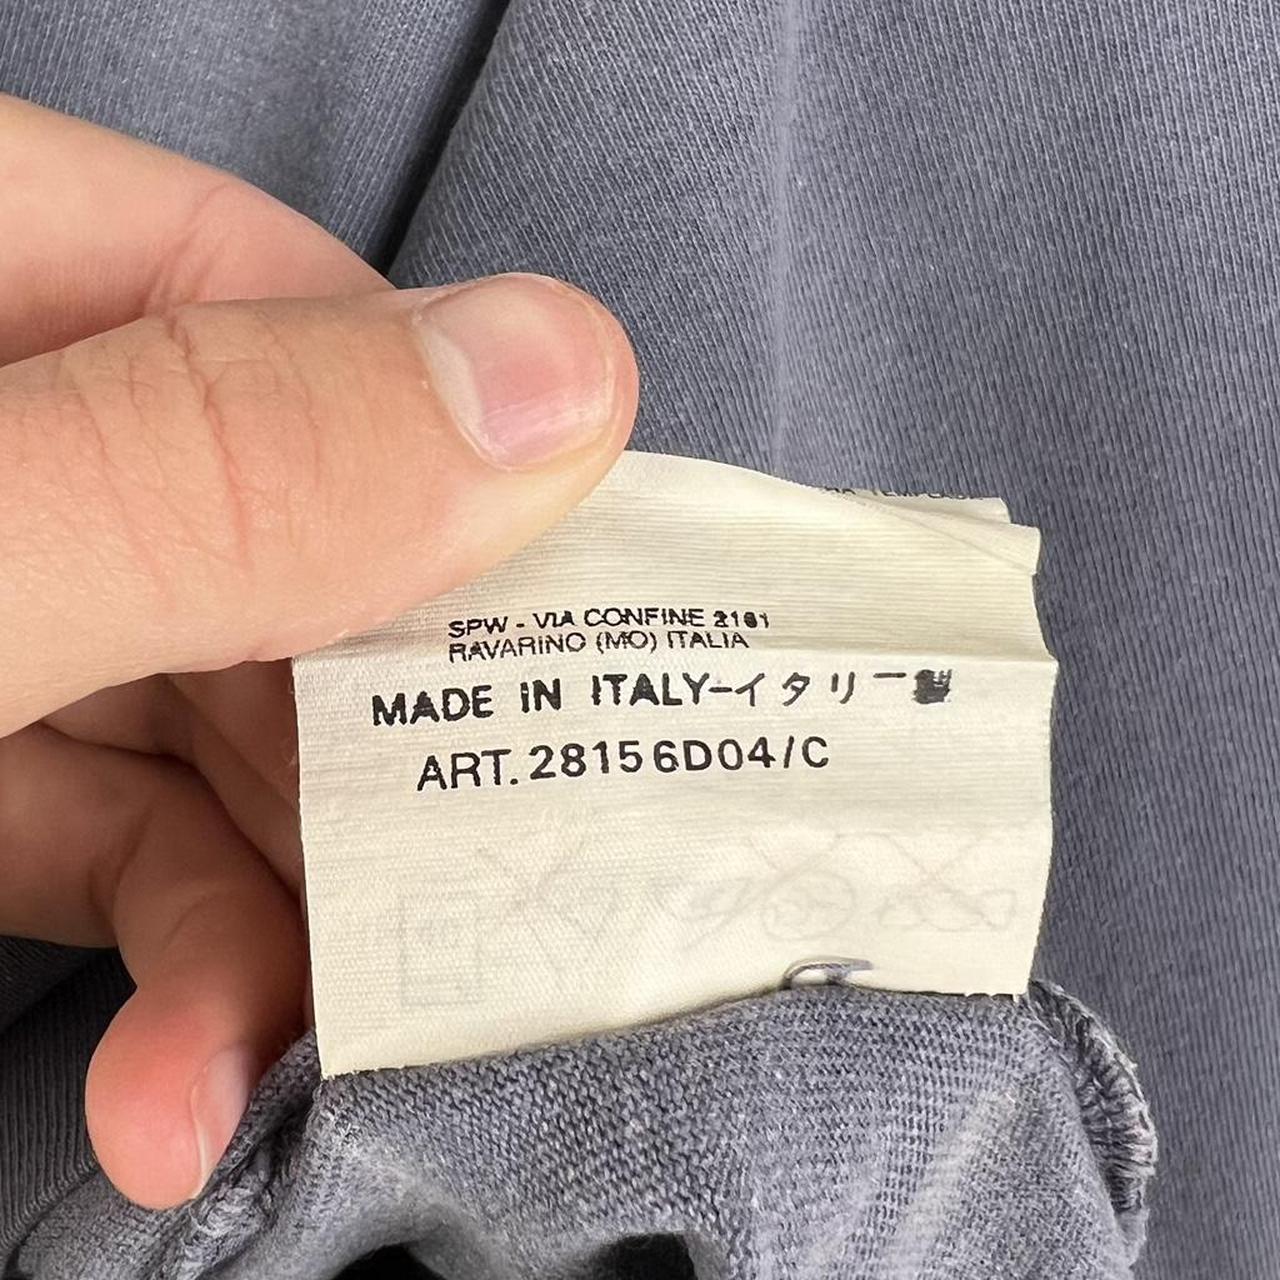 SPW - VIA CONFINE 2161
RAVARINO (MO) ITALIA
MADE IN ITALY-イタリー製
ART. 28156D04/C